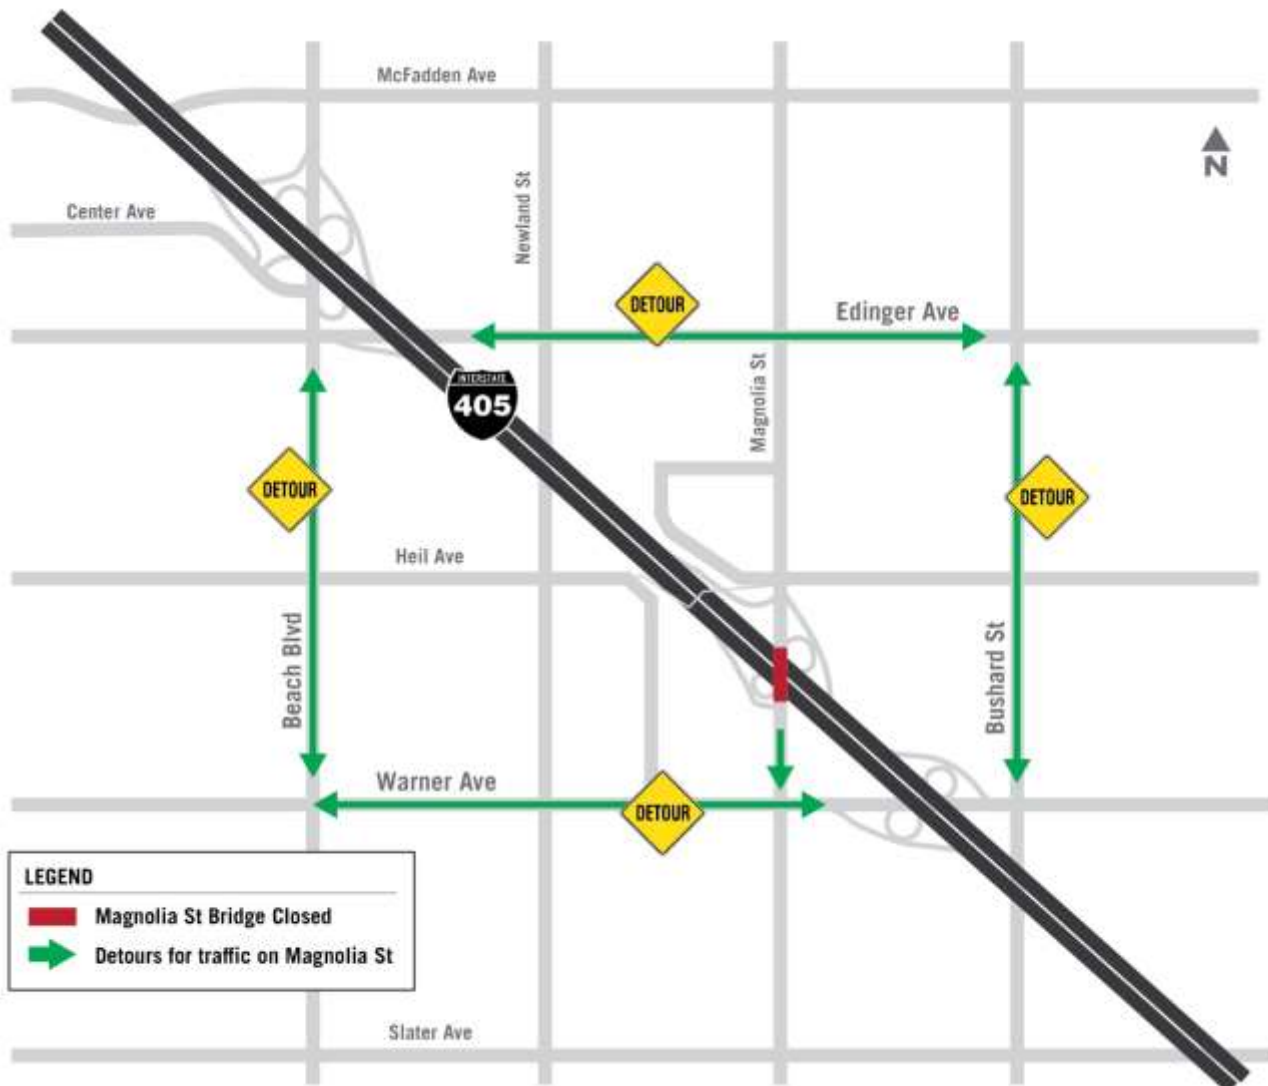 McFadden Ave
N
Newland St
Center Ave
DETOUR
Edinger Ave
Magnolia St
INTERSTATE
405
DETOUR
DETOUR
Heil Ave
Beach Blvd
Bushard St
Warner Ave
DETOUR
LEGEND
Magnolia St Bridge Closed
Detours for traffic on Magnolia St
Slater Ave